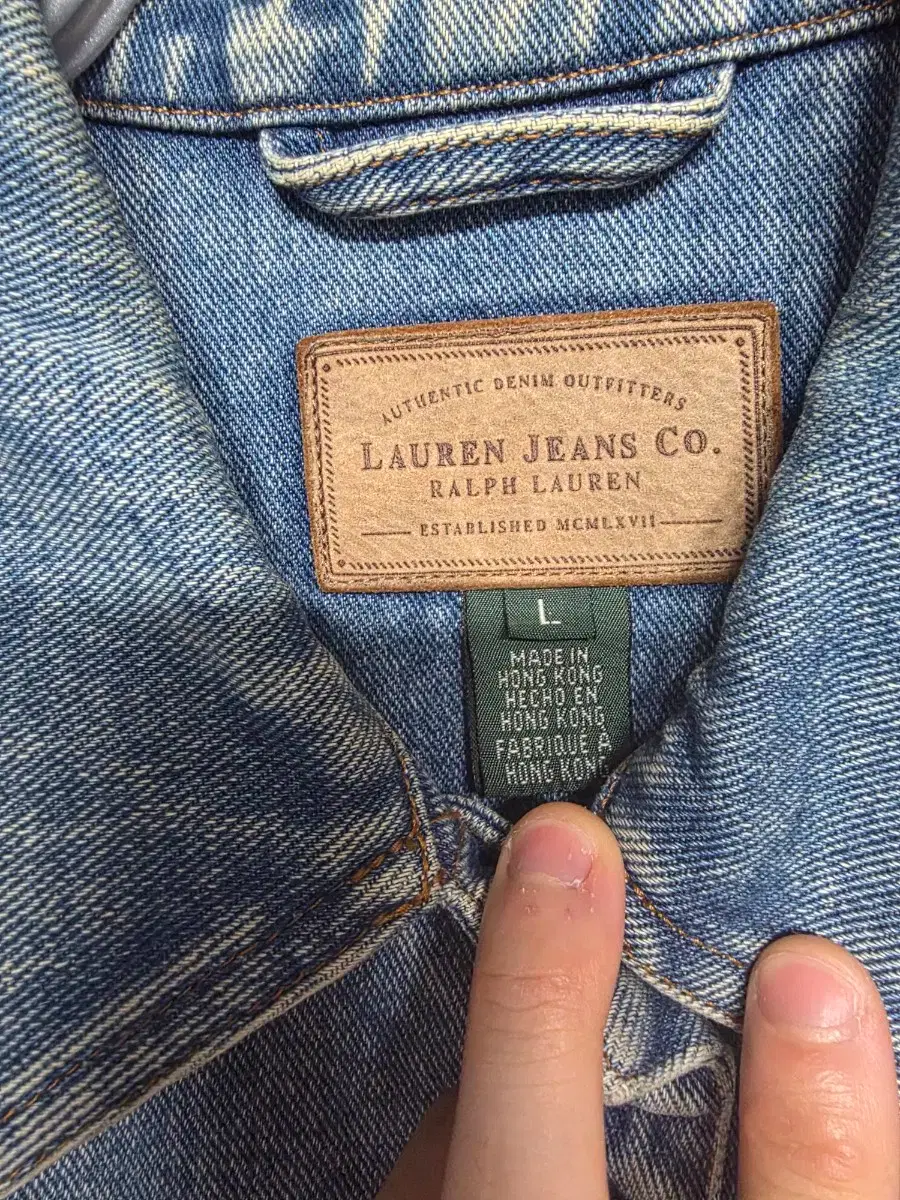 AUTHENTIC DENIM OUTFITTERS
LAUREN JEANS CO.
RALPH LAUREN
ESTABLISHED MCMLXVII
L
MADE IN
HONG KONG
HECHO EN
HONG KONG
FABRIQUÉ À
HONG KONG